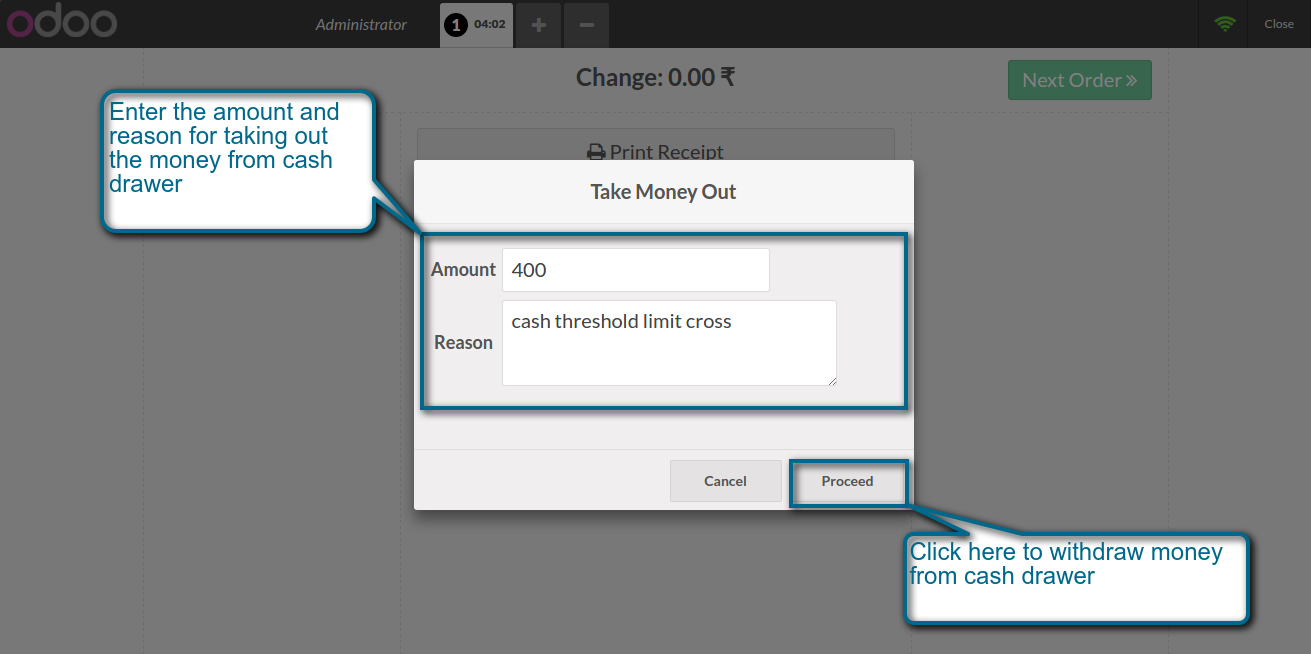 odoo
Administrator
1 04:02
Close
Change: 0.00 ₹
Next Order »
Enter the amount and
reason for taking out
the money from cash
drawer
Print Receipt
Take Money Out
Amount 400
Reason cash threshold limit cross
Cancel Proceed
Click here to withdraw money
from cash drawer